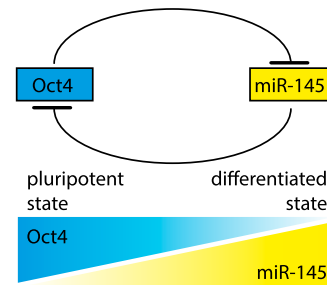 Oct4
miR-145
pluripotent
state
differentiated
state
Oct4
miR-145